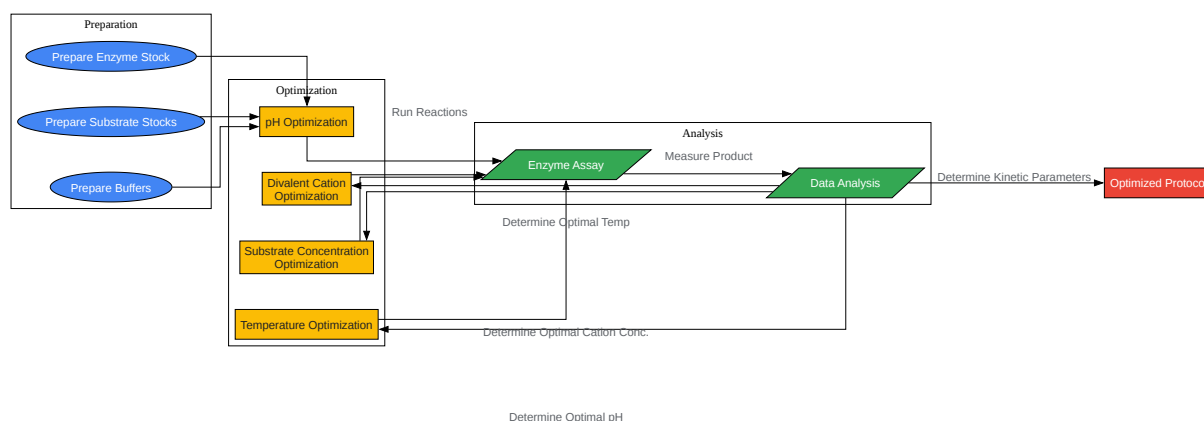 Preparation
Prepare Enzyme Stock
Prepare Substrate Stocks
Prepare Buffers
Optimization
pH Optimization
Divalent Cation
Optimization
Substrate Concentration
Optimization
Temperature Optimization
Run Reactions
Analysis
Measure Product
Enzyme Assay
Data Analysis
Determine Kinetic Parameters
Optimized Protocol
Determine Optimal Temp
Determine Optimal Cation Conc.
Determine Optimal pH